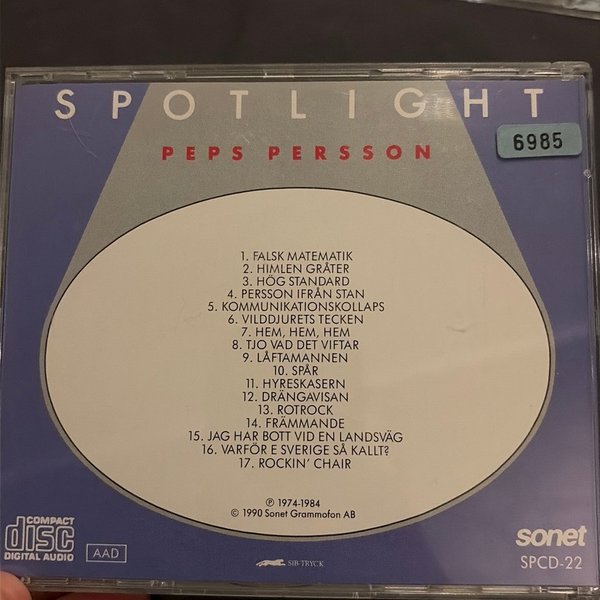 SPOTLIGHT
6985
PEPS PERSSON
1. FALSK MATEMATIK
2. HIMLEN GRÅTER
3. HÖG STANDARD
4. PERSSON IFRÅN STAN
5. KOMMUNIKATIONSKOLLAPS
6. VILDDJURETS TECKEN
7. HEM, HEM, HEM
8. TJO VAD DET VIFTAR
9. LÅFTAMANNEN
10. SPÅR
11. HYRESKASERN
12. DRÄNGAVISAN
13. ROTROCK
14. FRÄMMANDE
15. JAG HAR BOTT VID EN LANDSVÄG
16. VARFÖR E SVERIGE SÅ KALLT?
17. ROCKIN' CHAIR
℗ 1974-1984
© 1990 Sonet Grammofon AB
COMPACT
disc
DIGITAL AUDIO
AAD
SIB-TRYCK
sonet
SPCD-22